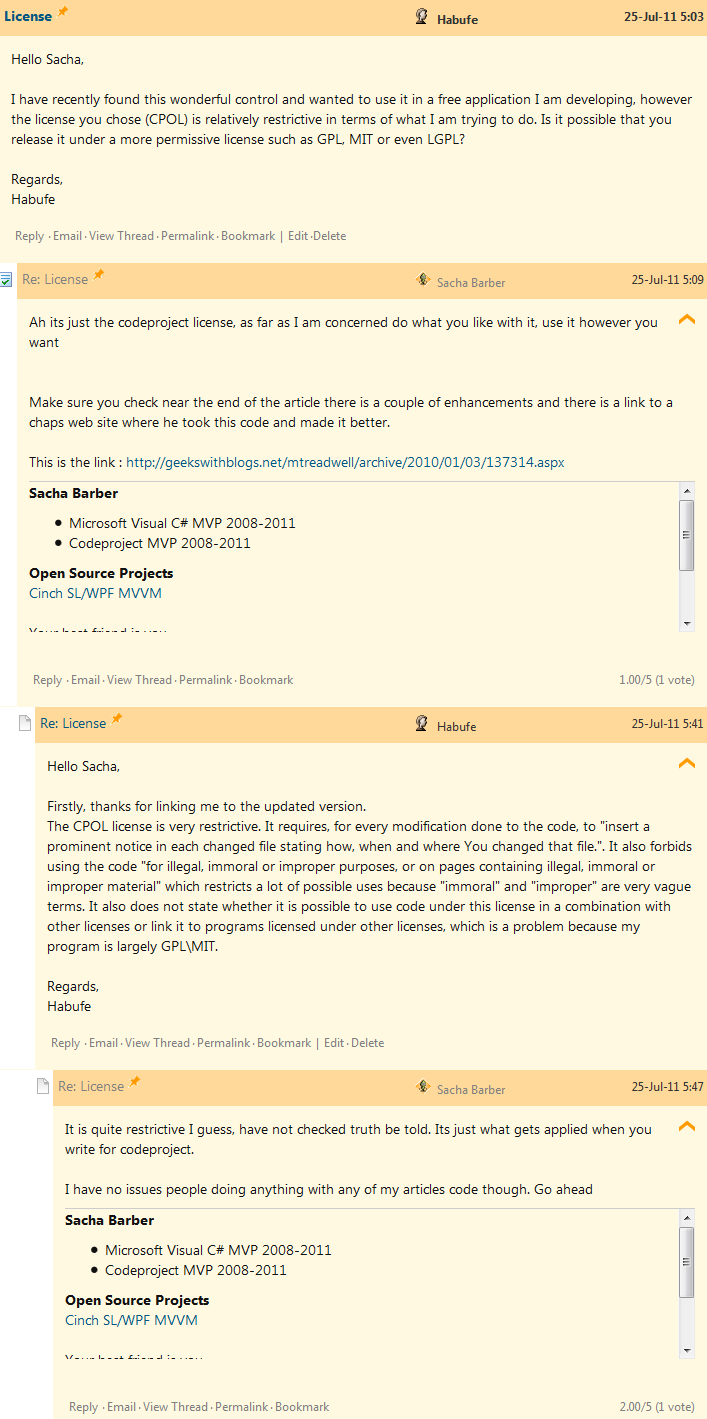 License Habufe 25-Jul-11 5:03
Hello Sacha,
I have recently found this wonderful control and wanted to use it in a free application I am developing, however
the license you chose (CPOL) is relatively restrictive in terms of what I am trying to do. Is it possible that you
release it under a more permissive license such as GPL, MIT or even LGPL?
Regards,
Habufe
Reply · Email · View Thread · Permalink · Bookmark | Edit · Delete
Re: License Sacha Barber 25-Jul-11 5:09
Ah its just the codeproject license, as far as I am concerned do what you like with it, use it however you
want
Make sure you check near the end of the article there is a couple of enhancements and there is a link to a
chaps web site where he took this code and made it better.
This is the link : http://geekswithblogs.net/mtreadwell/archive/2010/01/03/137314.aspx
Sacha Barber
• Microsoft Visual C# MVP 2008-2011
• Codeproject MVP 2008-2011
Open Source Projects
Cinch SL/WPF MVVM
Your best friend is you
Reply · Email · View Thread · Permalink · Bookmark 1.00/5 (1 vote)
Re: License Habufe 25-Jul-11 5:41
Hello Sacha,
Firstly, thanks for linking me to the updated version.
The CPOL license is very restrictive. It requires, for every modification done to the code, to "insert a
prominent notice in each changed file stating how, when and where You changed that file.". It also forbids
using the code "for illegal, immoral or improper purposes, or on pages containing illegal, immoral or
improper material" which restricts a lot of possible uses because "immoral" and "improper" are very vague
terms. It also does not state whether it is possible to use code under this license in a combination with
other licenses or link it to programs licensed under other licenses, which is a problem because my
program is largely GPL\MIT.
Regards,
Habufe
Reply · Email · View Thread · Permalink · Bookmark | Edit · Delete
Re: License Sacha Barber 25-Jul-11 5:47
It is quite restrictive I guess, have not checked truth be told. Its just what gets applied when you
write for codeproject.
I have no issues people doing anything with any of my articles code though. Go ahead
Sacha Barber
• Microsoft Visual C# MVP 2008-2011
• Codeproject MVP 2008-2011
Open Source Projects
Cinch SL/WPF MVVM
Your best friend is you
Reply · Email · View Thread · Permalink · Bookmark 2.00/5 (1 vote)